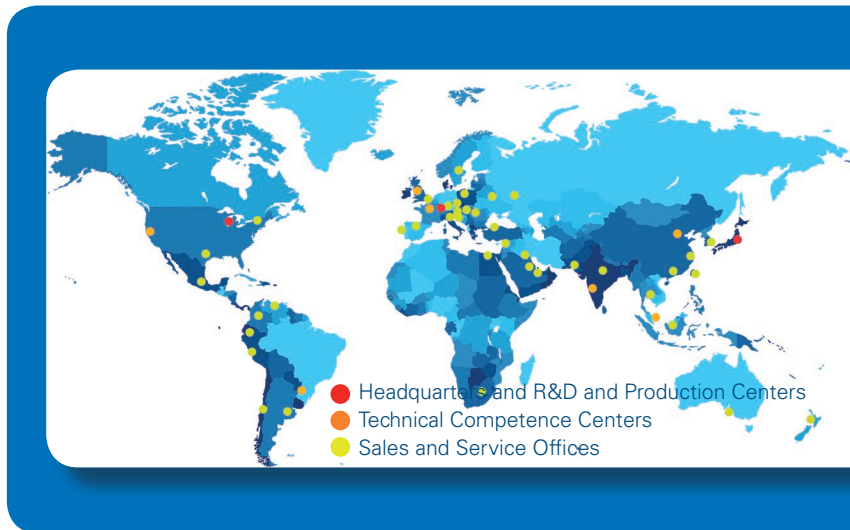 Headquarters and R&D and Production Centers
Technical Competence Centers
Sales and Service Offices